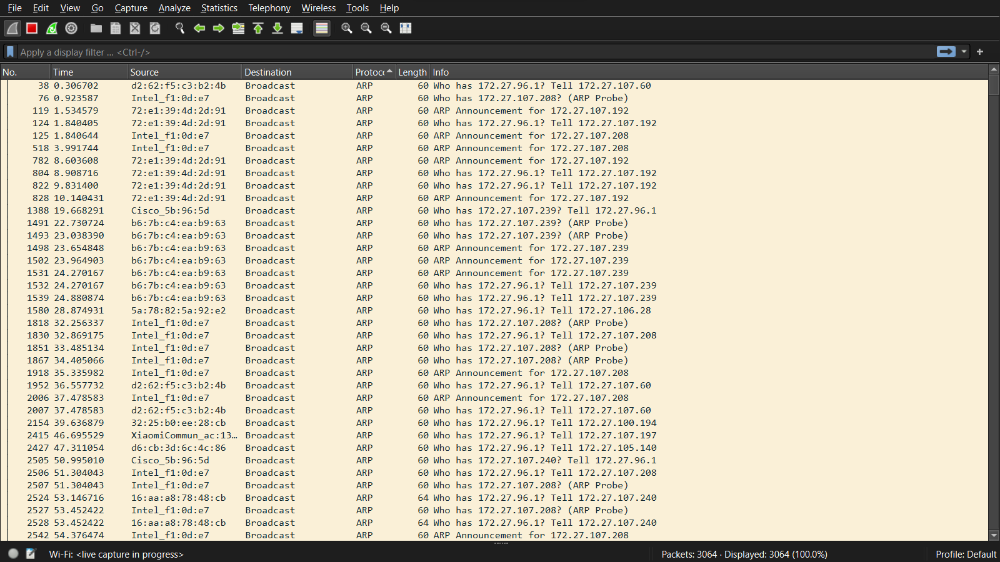 File Edit View Go Capture Analyze Statistics Telephony Wireless Tools Help
Apply a display filter ... <Ctrl-/>
No. Time Source Destination Protoc Length Info
38 0.306702 d2:62:f5:c3:b2:4b Broadcast ARP 60 Who has 172.27.96.1? Tell 172.27.107.60
76 0.923587 Intel_f1:0d:e7 Broadcast ARP 60 Who has 172.27.107.208? (ARP Probe)
119 1.534579 72:e1:39:4d:2d:91 Broadcast ARP 60 ARP Announcement for 172.27.107.192
124 1.840405 72:e1:39:4d:2d:91 Broadcast ARP 60 Who has 172.27.96.1? Tell 172.27.107.192
125 1.840644 Intel_f1:0d:e7 Broadcast ARP 60 ARP Announcement for 172.27.107.208
518 3.991744 Intel_f1:0d:e7 Broadcast ARP 60 ARP Announcement for 172.27.107.208
782 8.603608 72:e1:39:4d:2d:91 Broadcast ARP 60 ARP Announcement for 172.27.107.192
804 8.908716 72:e1:39:4d:2d:91 Broadcast ARP 60 Who has 172.27.96.1? Tell 172.27.107.192
822 9.831400 72:e1:39:4d:2d:91 Broadcast ARP 60 Who has 172.27.96.1? Tell 172.27.107.192
828 10.140431 72:e1:39:4d:2d:91 Broadcast ARP 60 ARP Announcement for 172.27.107.192
1388 19.668291 Cisco_5b:96:5d Broadcast ARP 60 Who has 172.27.107.239? Tell 172.27.96.1
1491 22.730724 b6:7b:c4:ea:b9:63 Broadcast ARP 60 Who has 172.27.107.239? (ARP Probe)
1493 23.038390 b6:7b:c4:ea:b9:63 Broadcast ARP 60 Who has 172.27.107.239? (ARP Probe)
1498 23.654848 b6:7b:c4:ea:b9:63 Broadcast ARP 60 ARP Announcement for 172.27.107.239
1502 23.964903 b6:7b:c4:ea:b9:63 Broadcast ARP 60 ARP Announcement for 172.27.107.239
1531 24.270167 b6:7b:c4:ea:b9:63 Broadcast ARP 60 ARP Announcement for 172.27.107.239
1532 24.270167 b6:7b:c4:ea:b9:63 Broadcast ARP 60 Who has 172.27.96.1? Tell 172.27.107.239
1539 24.880874 b6:7b:c4:ea:b9:63 Broadcast ARP 60 Who has 172.27.96.1? Tell 172.27.107.239
1580 28.874931 5a:78:82:5a:92:e2 Broadcast ARP 60 Who has 172.27.96.1? Tell 172.27.106.28
1818 32.256337 Intel_f1:0d:e7 Broadcast ARP 60 Who has 172.27.107.208? (ARP Probe)
1830 32.869175 Intel_f1:0d:e7 Broadcast ARP 60 Who has 172.27.96.1? Tell 172.27.107.208
1851 33.485134 Intel_f1:0d:e7 Broadcast ARP 60 Who has 172.27.107.208? (ARP Probe)
1867 34.405066 Intel_f1:0d:e7 Broadcast ARP 60 Who has 172.27.107.208? (ARP Probe)
1918 35.335982 Intel_f1:0d:e7 Broadcast ARP 60 ARP Announcement for 172.27.107.208
1952 36.557732 d2:62:f5:c3:b2:4b Broadcast ARP 60 Who has 172.27.96.1? Tell 172.27.107.60
2006 37.478583 Intel_f1:0d:e7 Broadcast ARP 60 ARP Announcement for 172.27.107.208
2007 37.478583 d2:62:f5:c3:b2:4b Broadcast ARP 60 Who has 172.27.96.1? Tell 172.27.107.60
2154 39.636879 32:25:b0:ee:28:cb Broadcast ARP 60 Who has 172.27.96.1? Tell 172.27.100.194
2415 46.695529 XiaomiCommun_ac:13… Broadcast ARP 60 Who has 172.27.96.1? Tell 172.27.107.197
2427 47.311054 d6:cb:3d:6c:4c:86 Broadcast ARP 60 Who has 172.27.96.1? Tell 172.27.105.140
2505 50.995010 Cisco_5b:96:5d Broadcast ARP 60 Who has 172.27.107.240? Tell 172.27.96.1
2506 51.304043 Intel_f1:0d:e7 Broadcast ARP 60 Who has 172.27.96.1? Tell 172.27.107.208
2507 51.304043 Intel_f1:0d:e7 Broadcast ARP 60 Who has 172.27.107.208? (ARP Probe)
2524 53.146716 16:aa:a8:78:48:cb Broadcast ARP 64 Who has 172.27.96.1? Tell 172.27.107.240
2527 53.452422 Intel_f1:0d:e7 Broadcast ARP 60 Who has 172.27.107.208? (ARP Probe)
2528 53.452422 16:aa:a8:78:48:cb Broadcast ARP 64 Who has 172.27.96.1? Tell 172.27.107.240
2542 54.376474 Intel_f1:0d:e7 Broadcast ARP 60 ARP Announcement for 172.27.107.208
Wi-Fi: <live capture in progress> Packets: 3064 · Displayed: 3064 (100.0%) Profile: Default